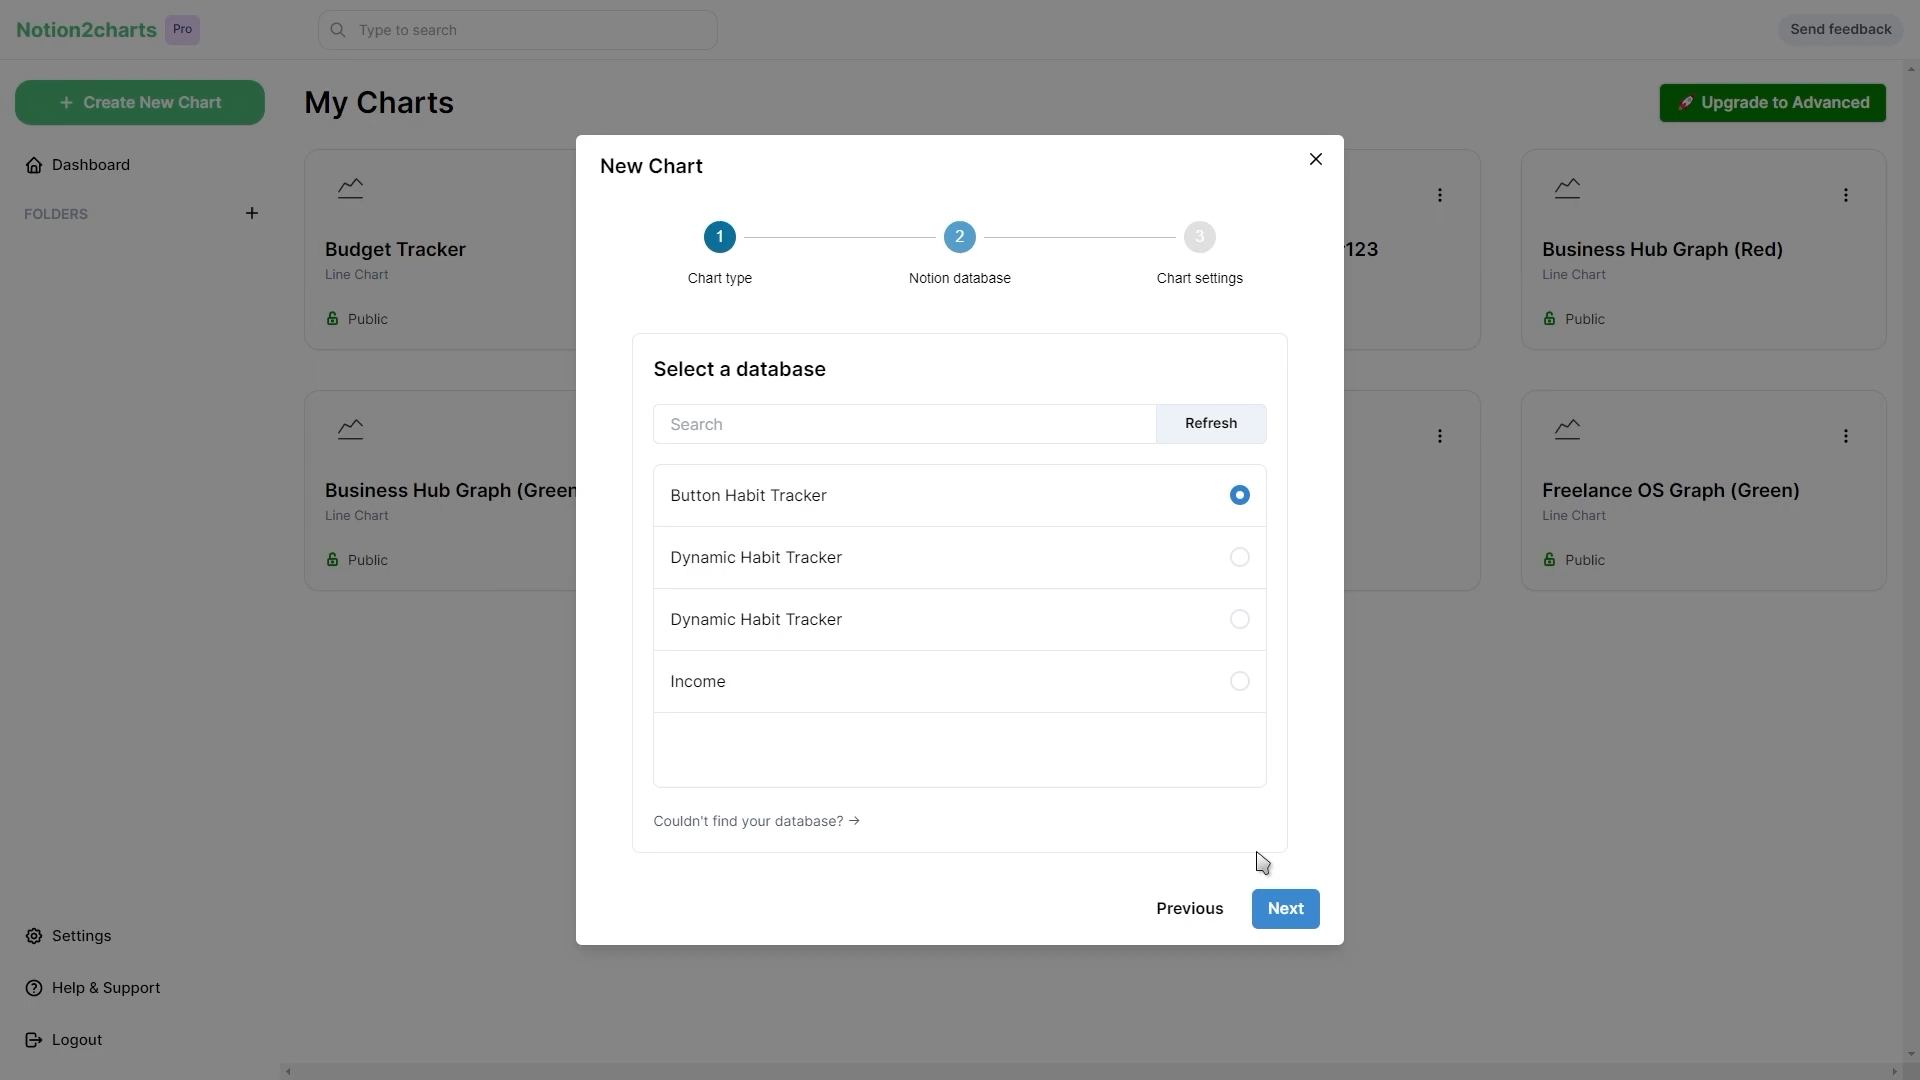 Notion2charts Pro
Type to search
Send feedback
Create New Chart
My Charts
Upgrade to Advanced
Dashboard
FOLDERS
Budget Tracker
Line Chart
Public
123
Business Hub Graph (Red)
Line Chart
Public
Business Hub Graph (Green
Line Chart
Public
Freelance OS Graph (Green)
Line Chart
Public
Settings
Help & Support
Logout
New Chart
1
2
3
Chart type
Notion database
Chart settings
Select a database
Search
Refresh
Button Habit Tracker
Dynamic Habit Tracker
Dynamic Habit Tracker
Income
Couldn't find your database? →
Previous
Next